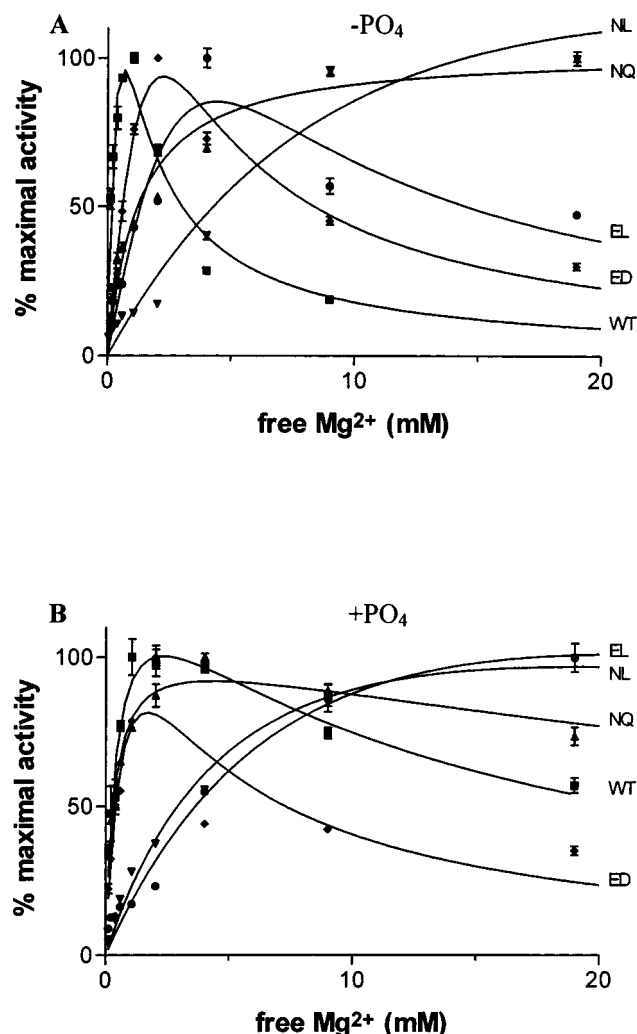 A
-PO4
NL
NQ
EL
ED
WT
100
50
0
% maximal activity
0
10
20
free Mg2+ (mM)
B
+PO4
EL
NL
NQ
WT
ED
100
50
0
% maximal activity
0
10
20
free Mg2+ (mM)